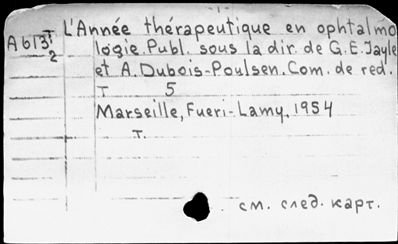 L'Année thérapeutique en ophtalmo
A613 2 logie. Publ. sous la dir. de G.E. Jayle
et A. Dubois-Poulsen. Com. de red.
T 5
Marseille, Fueri-Lamy. 1954
т.
см. след. карт.